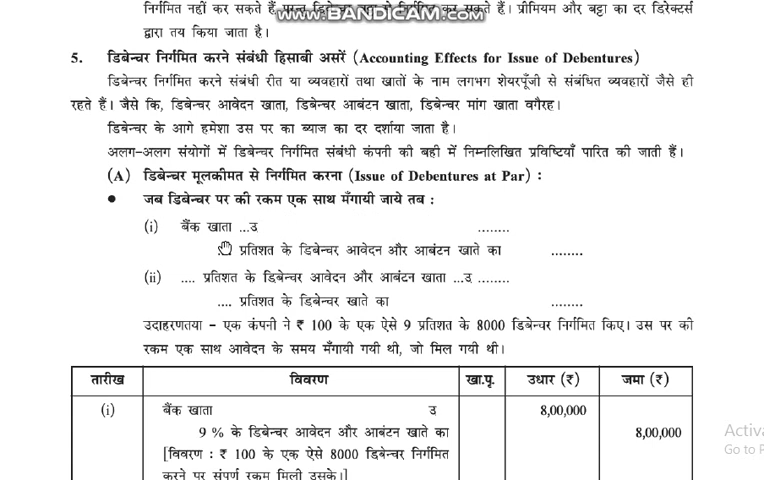 निर्गमित नहीं कर सकते हैं, परन्तु डिबेन्चर बट्टा से निर्गमित कर सकते हैं। प्रीमियम और बट्टा का दर डिरेक्टर्स
www.BANDICAM.com
द्वारा तय किया जाता है।
5. डिबेन्चर निर्गमित करने संबंधी हिसाबी असरें (Accounting Effects for Issue of Debentures)
डिबेन्चर निर्गमित करने संबंधी रीत या व्यवहारों तथा खातों के नाम लगभग शेयरपूँजी से संबंधित व्यवहारों जैसे ही
रहते हैं। जैसे कि, डिबेन्चर आवेदन खाता, डिबेन्चर आबंटन खाता, डिबेन्चर मांग खाता वगैरह।
डिबेन्चर के आगे हमेशा उस पर का ब्याज का दर दर्शाया जाता है।
अलग-अलग संयोगों में डिबेन्चर निर्गमित संबंधी कंपनी की बही में निम्नलिखित प्रविष्टियाँ पारित की जाती हैं।
(A) डिबेन्चर मूलकीमत से निर्गमित करना (Issue of Debentures at Par) :
● जब डिबेन्चर पर की रकम एक साथ मँगायी जाये तब :
(i) बैंक खाता ...उ ........
प्रतिशत के डिबेन्चर आवेदन और आबंटन खाते का ........
(ii) .... प्रतिशत के डिबेन्चर आवेदन और आबंटन खाता ...उ ........
.... प्रतिशत के डिबेन्चर खाते का ........
उदाहरणतया - एक कंपनी ने ₹ 100 के एक ऐसे 9 प्रतिशत के 8000 डिबेन्चर निर्गमित किए। उस पर की
रकम एक साथ आवेदन के समय मँगायी गयी थी, जो मिल गयी थी।
तारीख विवरण खा.पृ. उधार (₹) जमा (₹)
(i) बैंक खाता उ 8,00,000
9 % के डिबेन्चर आवेदन और आबंटन खाते का 8,00,000
[विवरण : ₹ 100 के एक ऐसे 8000 डिबेन्चर निर्गमित
करने पर संपूर्ण रकम मिली उसके।]
Activ
Go to P